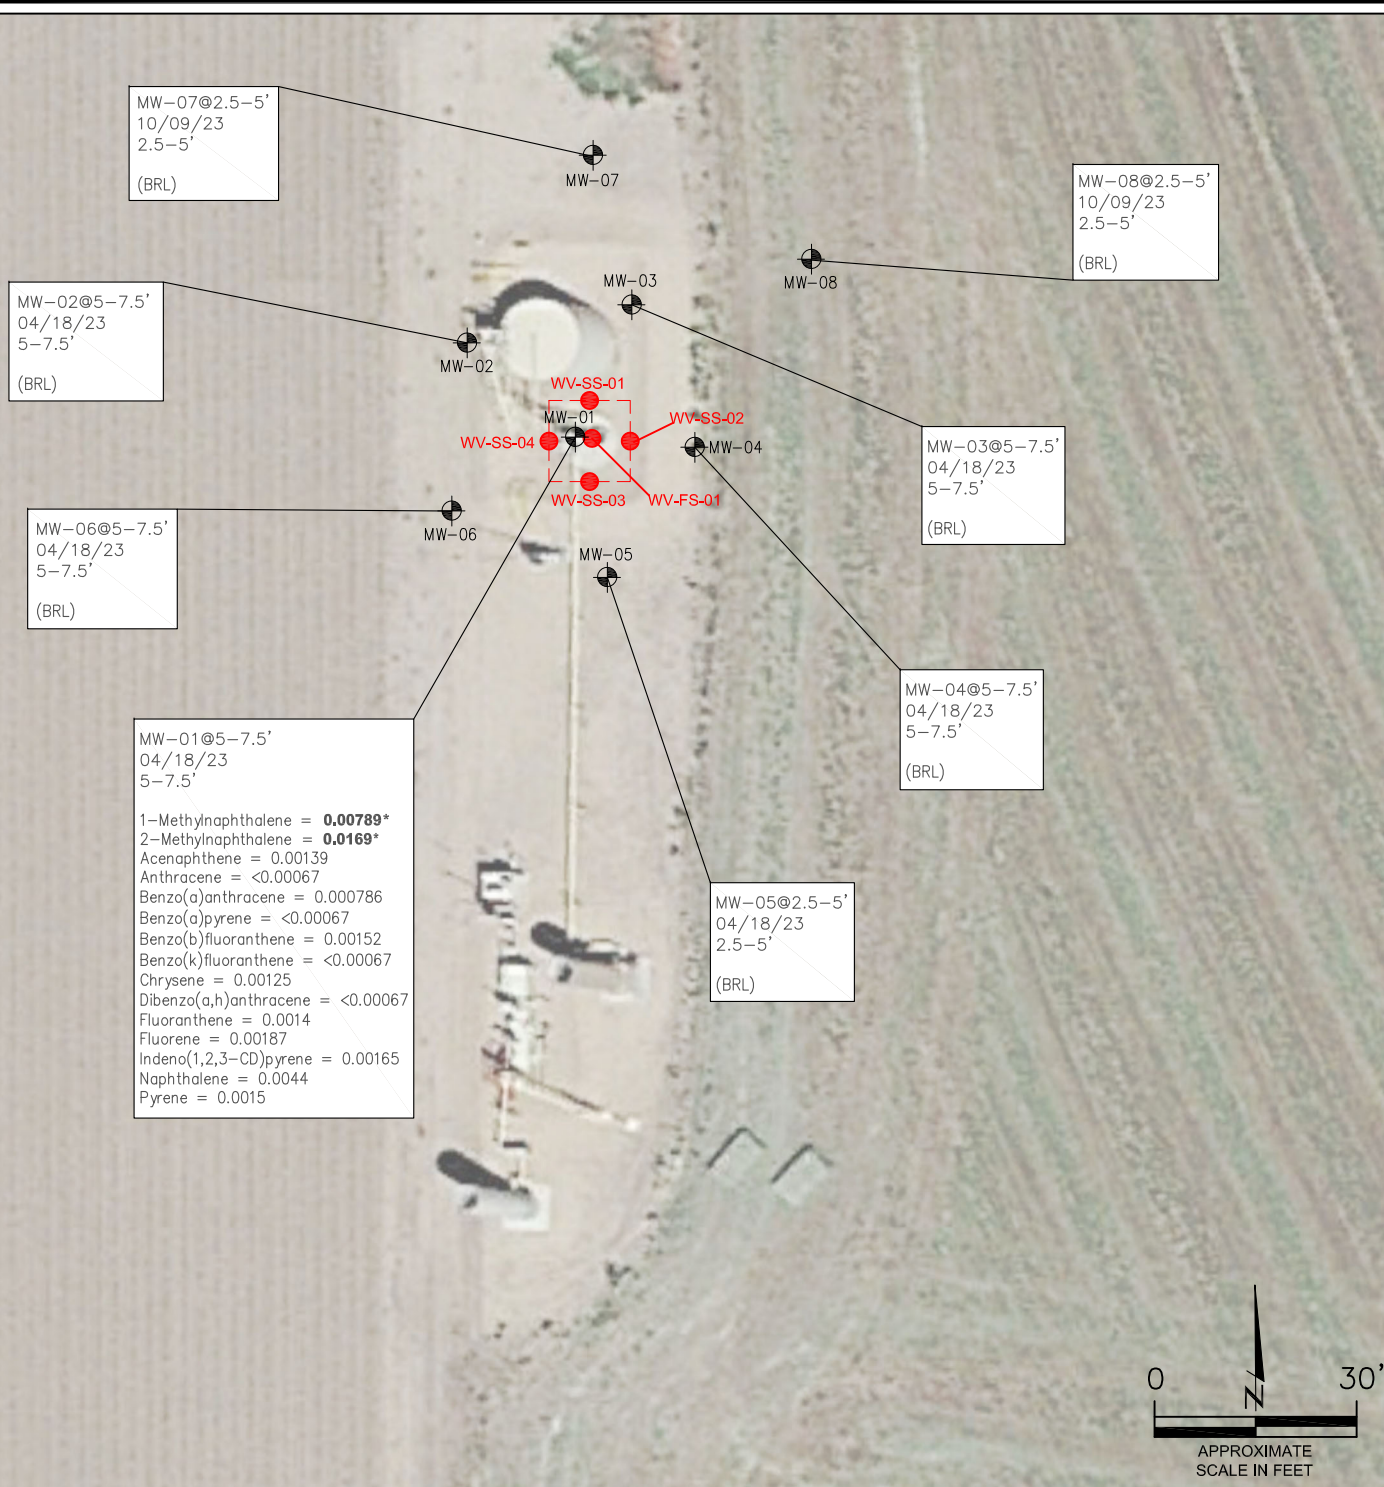 MW-07@2.5-5'
10/09/23
2.5-5'
(BRL)
MW-07
MW-08@2.5-5'
10/09/23
2.5-5'
(BRL)
MW-08
MW-03
MW-02@5-7.5'
04/18/23
5-7.5'
(BRL)
MW-02
WV-SS-01
MW-01
WV-SS-02
WV-SS-04
MW-04
WV-SS-03
WV-FS-01
MW-03@5-7.5'
04/18/23
5-7.5'
(BRL)
MW-06@5-7.5'
04/18/23
5-7.5'
(BRL)
MW-06
MW-05
MW-04@5-7.5'
04/18/23
5-7.5'
(BRL)
MW-01@5-7.5'
04/18/23
5-7.5'
1-Methylnaphthalene = 0.00789*
2-Methylnaphthalene = 0.0169*
Acenaphthene = 0.00139
Anthracene = <0.00067
Benzo(a)anthracene = 0.000786
Benzo(a)pyrene = <0.00067
Benzo(b)fluoranthene = 0.00152
Benzo(k)fluoranthene = <0.00067
Chrysene = 0.00125
Dibenzo(a,h)anthracene = <0.00067
Fluoranthene = 0.0014
Fluorene = 0.00187
Indeno(1,2,3-CD)pyrene = 0.00165
Naphthalene = 0.0044
Pyrene = 0.0015
MW-05@2.5-5'
04/18/23
2.5-5'
(BRL)
N
0 30'
APPROXIMATE
SCALE IN FEET